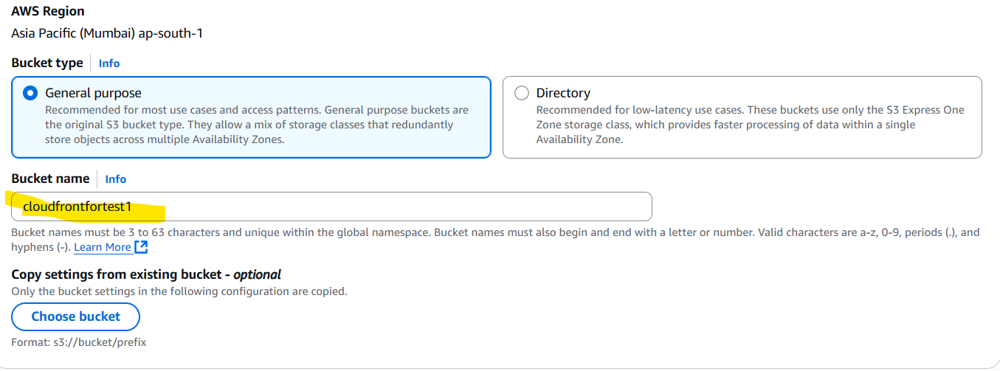 AWS Region
Asia Pacific (Mumbai) ap-south-1
Bucket type Info
General purpose
Recommended for most use cases and access patterns. General purpose buckets are
the original S3 bucket type. They allow a mix of storage classes that redundantly
store objects across multiple Availability Zones.
Directory
Recommended for low-latency use cases. These buckets use only the S3 Express One
Zone storage class, which provides faster processing of data within a single
Availability Zone.
Bucket name Info
cloudfrontfortest1
Bucket names must be 3 to 63 characters and unique within the global namespace. Bucket names must also begin and end with a letter or number. Valid characters are a-z, 0-9, periods (.), and
hyphens (-). Learn More
Copy settings from existing bucket - optional
Only the bucket settings in the following configuration are copied.
Choose bucket
Format: s3://bucket/prefix